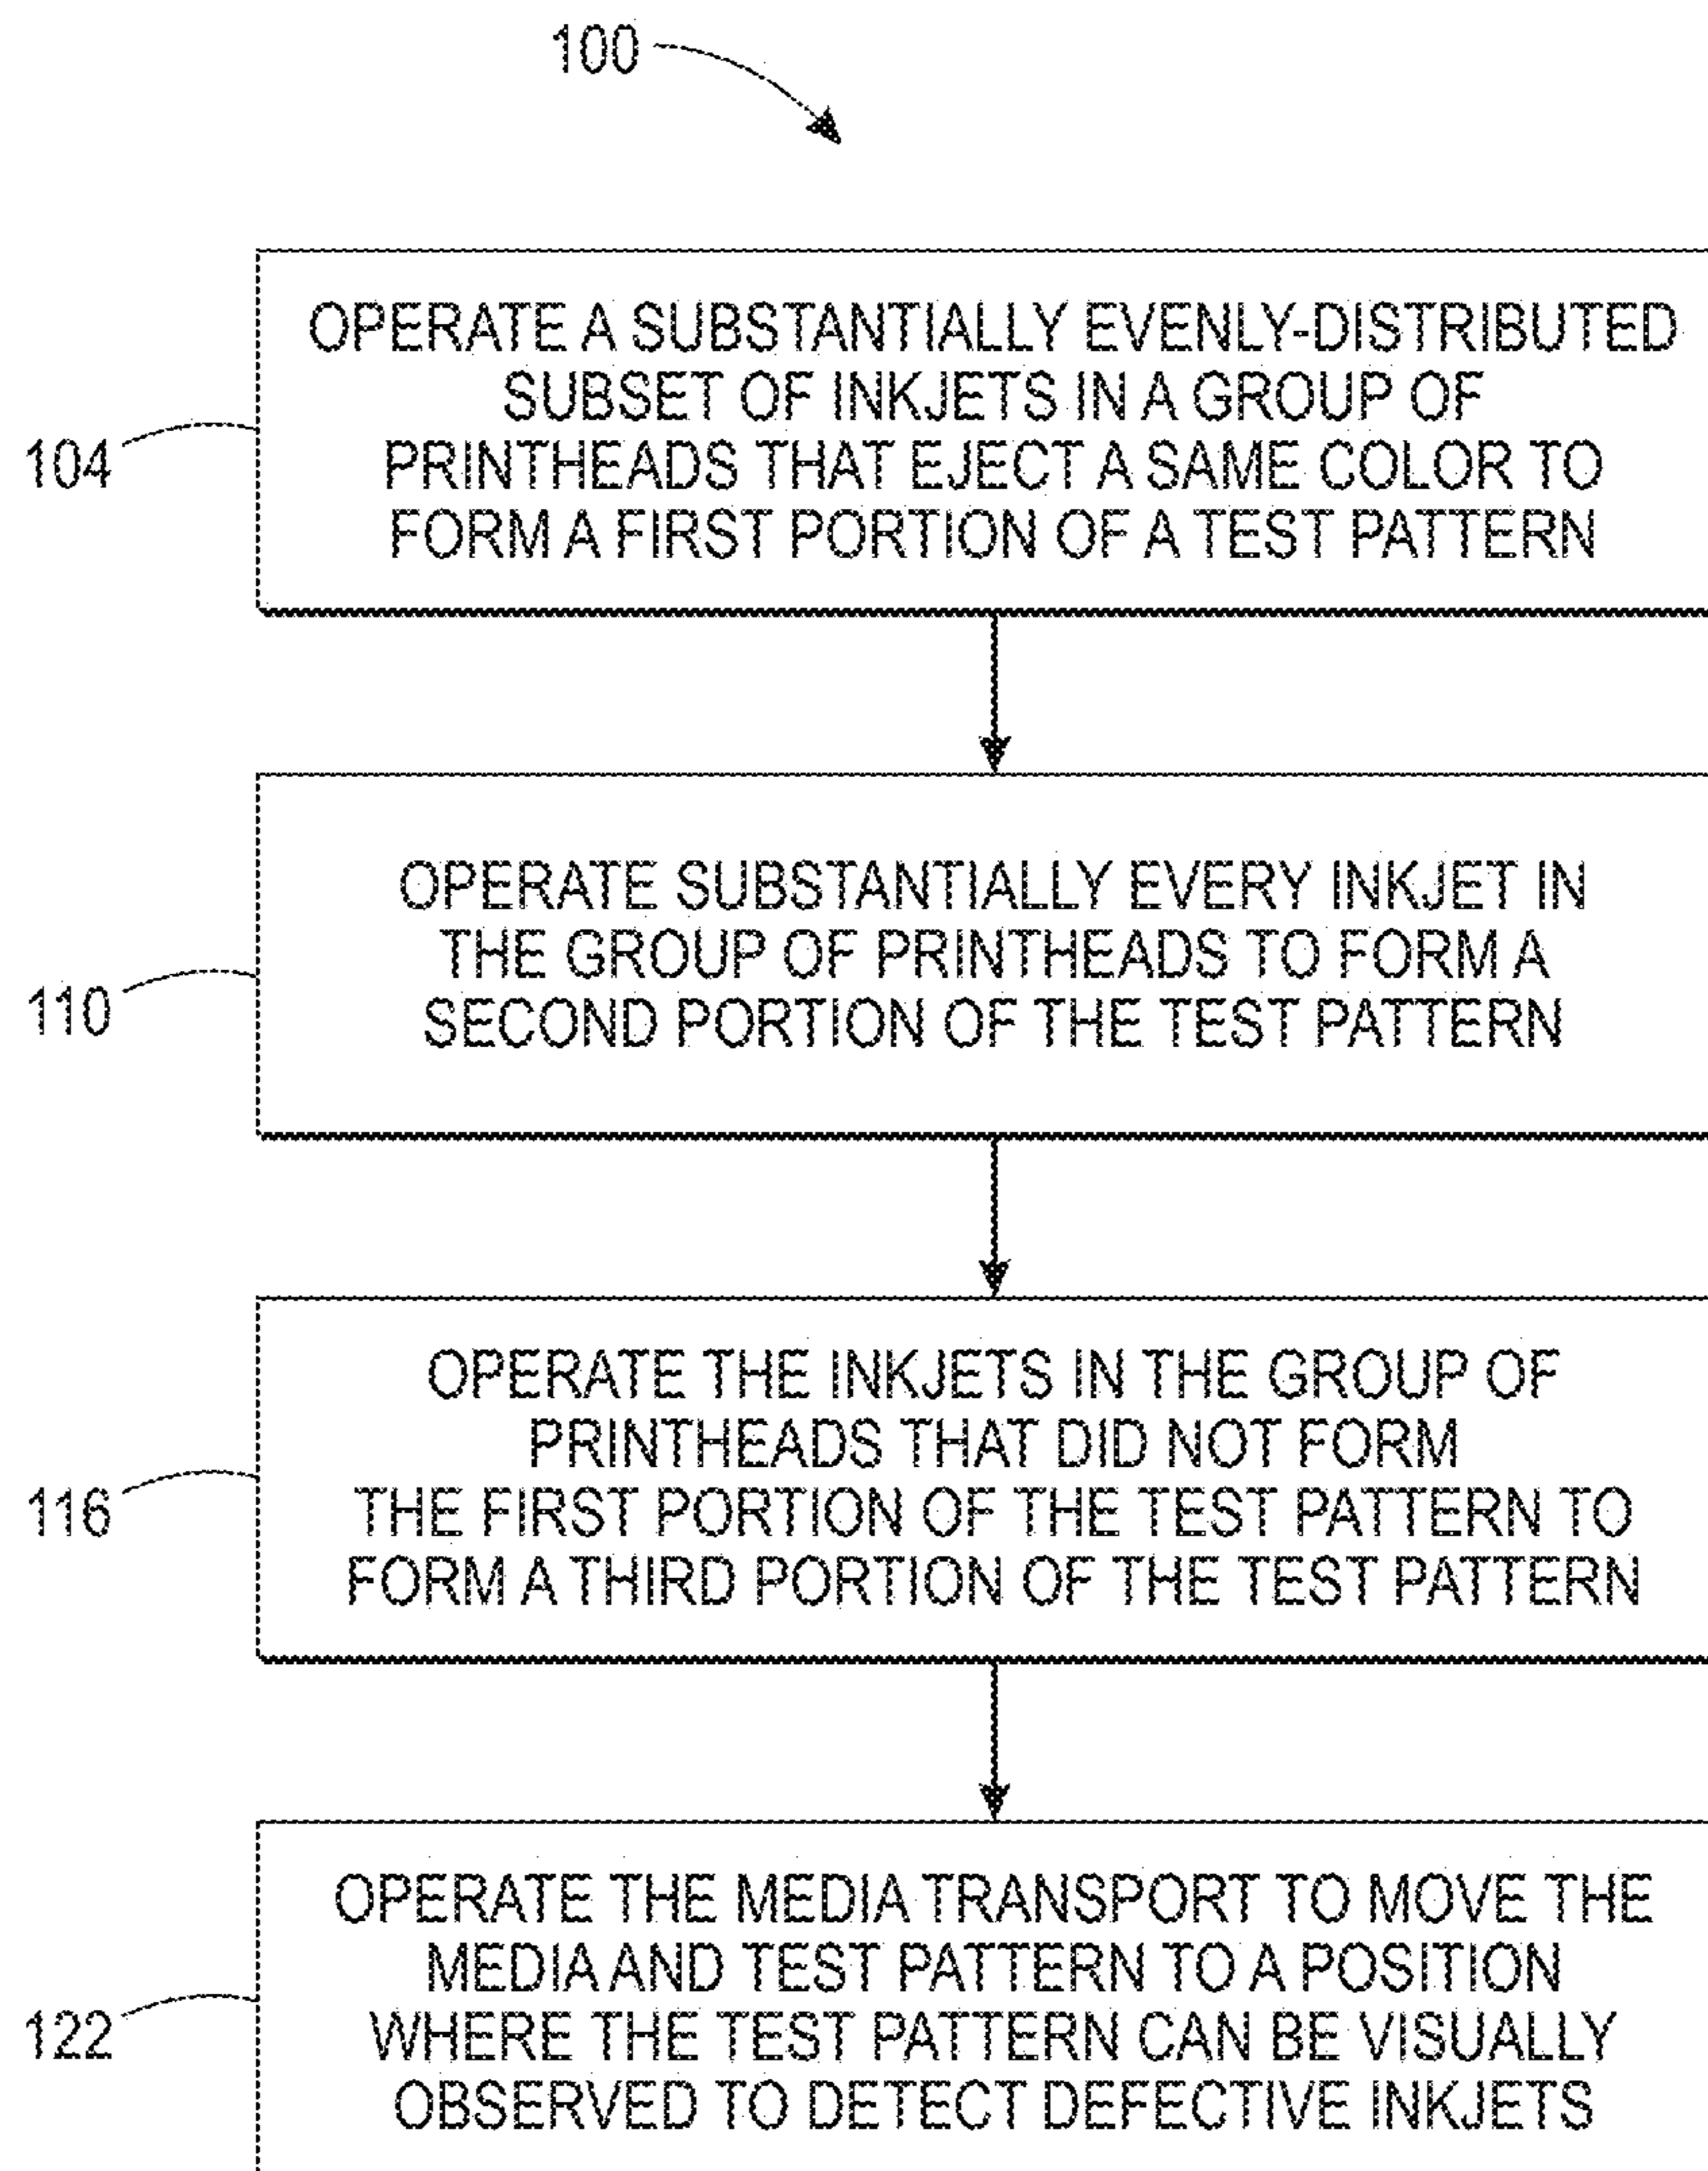 100
104
OPERATE A SUBSTANTIALLY EVENLY-DISTRIBUTED
SUBSET OF INKJETS IN A GROUP OF
PRINTHEADS THAT EJECT A SAME COLOR TO
FORM A FIRST PORTION OF A TEST PATTERN
110
OPERATE SUBSTANTIALLY EVERY INKJET IN
THE GROUP OF PRINTHEADS TO FORM A
SECOND PORTION OF THE TEST PATTERN
116
OPERATE THE INKJETS IN THE GROUP OF
PRINTHEADS THAT DID NOT FORM
THE FIRST PORTION OF THE TEST PATTERN TO
FORM A THIRD PORTION OF THE TEST PATTERN
122
OPERATE THE MEDIA TRANSPORT TO MOVE THE
MEDIA AND TEST PATTERN TO A POSITION
WHERE THE TEST PATTERN CAN BE VISUALLY
OBSERVED TO DETECT DEFECTIVE INKJETS